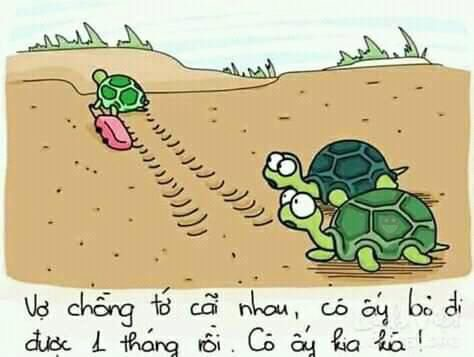 Vợ chồng tớ cãi nhau, cô ấy bỏ đi
được 1 tháng rồi. Cô ấy kia kìa!